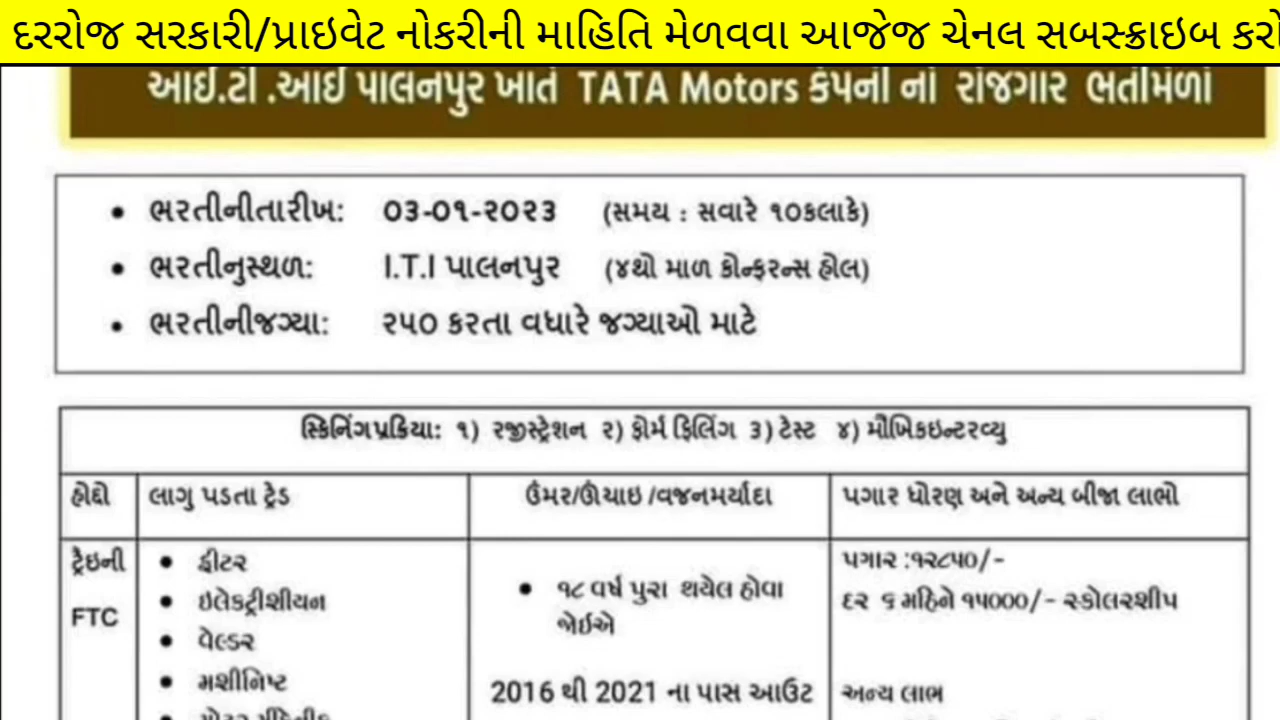 દરરોજ સરકારી/પ્રાઇવેટ નોકરીની માહિતિ મેળવવા આજેજ ચેનલ સબસ્ક્રાઇબ કરો
આઈ.ટી .આઈ પાલનપુર ખાતે TATA Motors કંપની નો રોજગાર ભરતીમેળો
• ભરતીનીતારીખ: ૦૩-૦૧-૨૦૨૩ (સમય : સવારે ૧૦કલાકે)
• ભરતીનુસ્થળ: I.T.I પાલનપુર (૪થો માળ કોન્ફરન્સ હોલ)
• ભરતીનીજગ્યા: ૨૫૦ કરતા વધારે જગ્યાઓ માટે
સ્ક્રિનિંગપ્રક્રિયા: ૧) રજીસ્ટ્રેશન ૨) ફોર્મ ફિલિંગ ૩) ટેસ્ટ ૪) મૌખિકઇન્ટરવ્યુ
હોદ્દો લાગુ પડતા ટ્રેડ ઉંમર/ઊંચાઇ /વજનમર્યાદા પગાર ધોરણ અને અન્ય બીજા લાભો
ટ્રૈઇની
FTC
• ફીટર
• ઇલેક્ટ્રીશીયન
• વેલ્ડર
• મશીનિષ્ટ
• ૧૮ વર્ષ પુરા થયેલ હોવા
જોઈએ
2016 થી 2021 ના પાસ આઉટ
પગાર :૧૨૮૫૦/-
દર ૬ મહિને ૧૫૦૦૦/- સ્કોલરશીપ
અન્ય લાભ